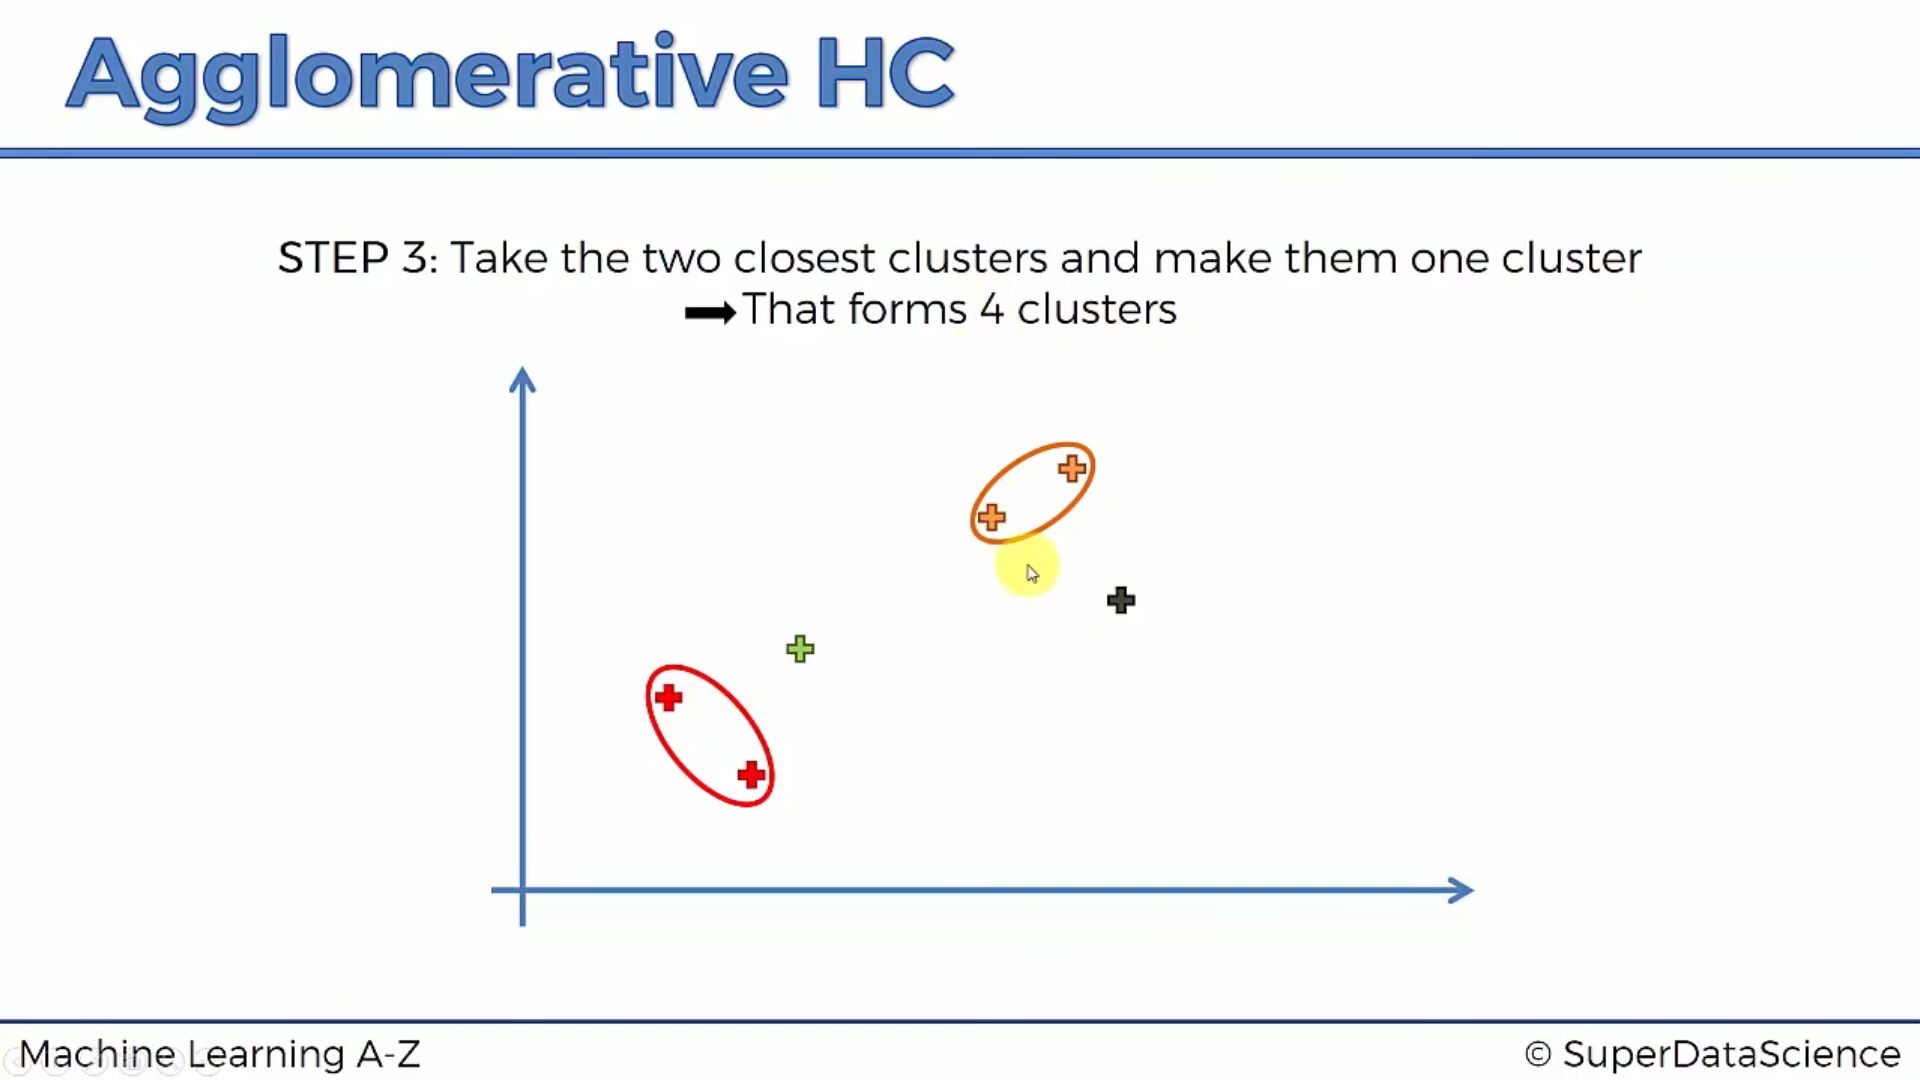 Agglomerative HC
STEP 3: Take the two closest clusters and make them one cluster
That forms 4 clusters
Machine Learning A-Z
© SuperDataScience